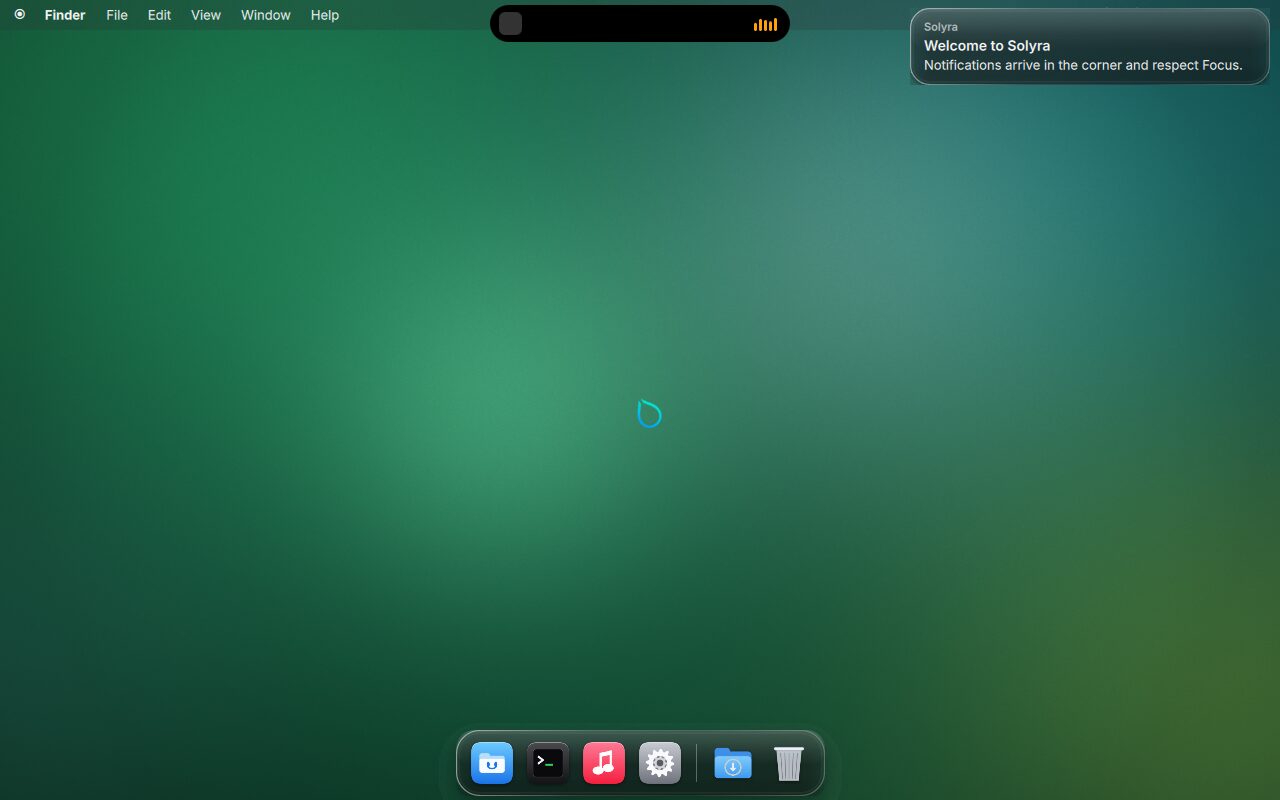 Finder File Edit View Window Help
Solyra
Welcome to Solyra
Notifications arrive in the corner and respect Focus.